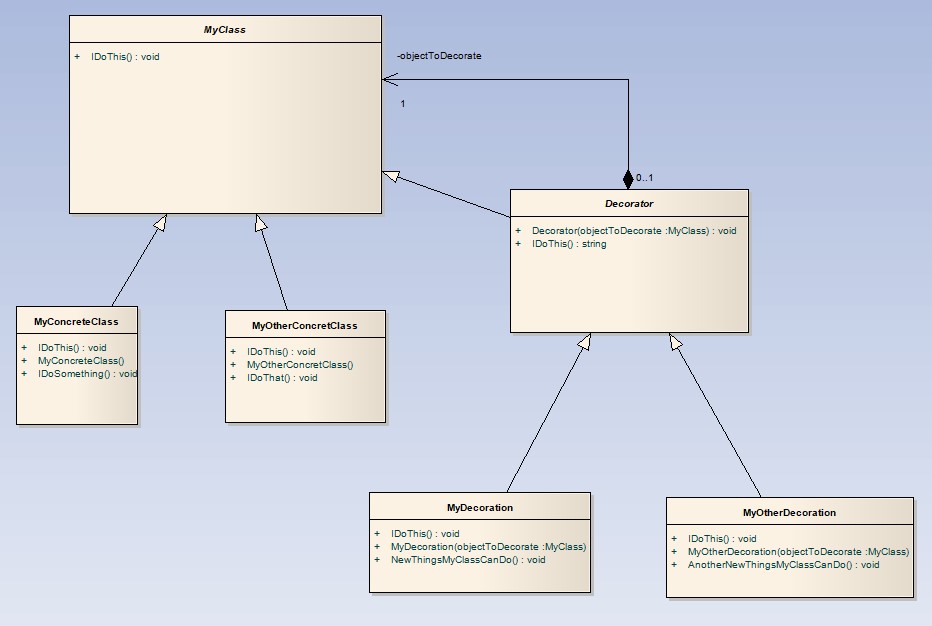 MyClass
+ IDoThis() : void
-objectToDecorate
1
0..1
Decorator
+ Decorator(objectToDecorate :MyClass) : void
+ IDoThis() : string
MyConcreteClass
+ IDoThis() : void
+ MyConcreteClass()
+ IDoSomething() : void
MyOtherConcretClass
+ IDoThis() : void
+ MyOtherConcretClass()
+ IDoThat() : void
MyDecoration
+ IDoThis() : void
+ MyDecoration(objectToDecorate :MyClass)
+ NewThingsMyClassCanDo() : void
MyOtherDecoration
+ IDoThis() : void
+ MyOtherDecoration(objectToDecorate :MyClass)
+ AnotherNewThingsMyClassCanDo() : void